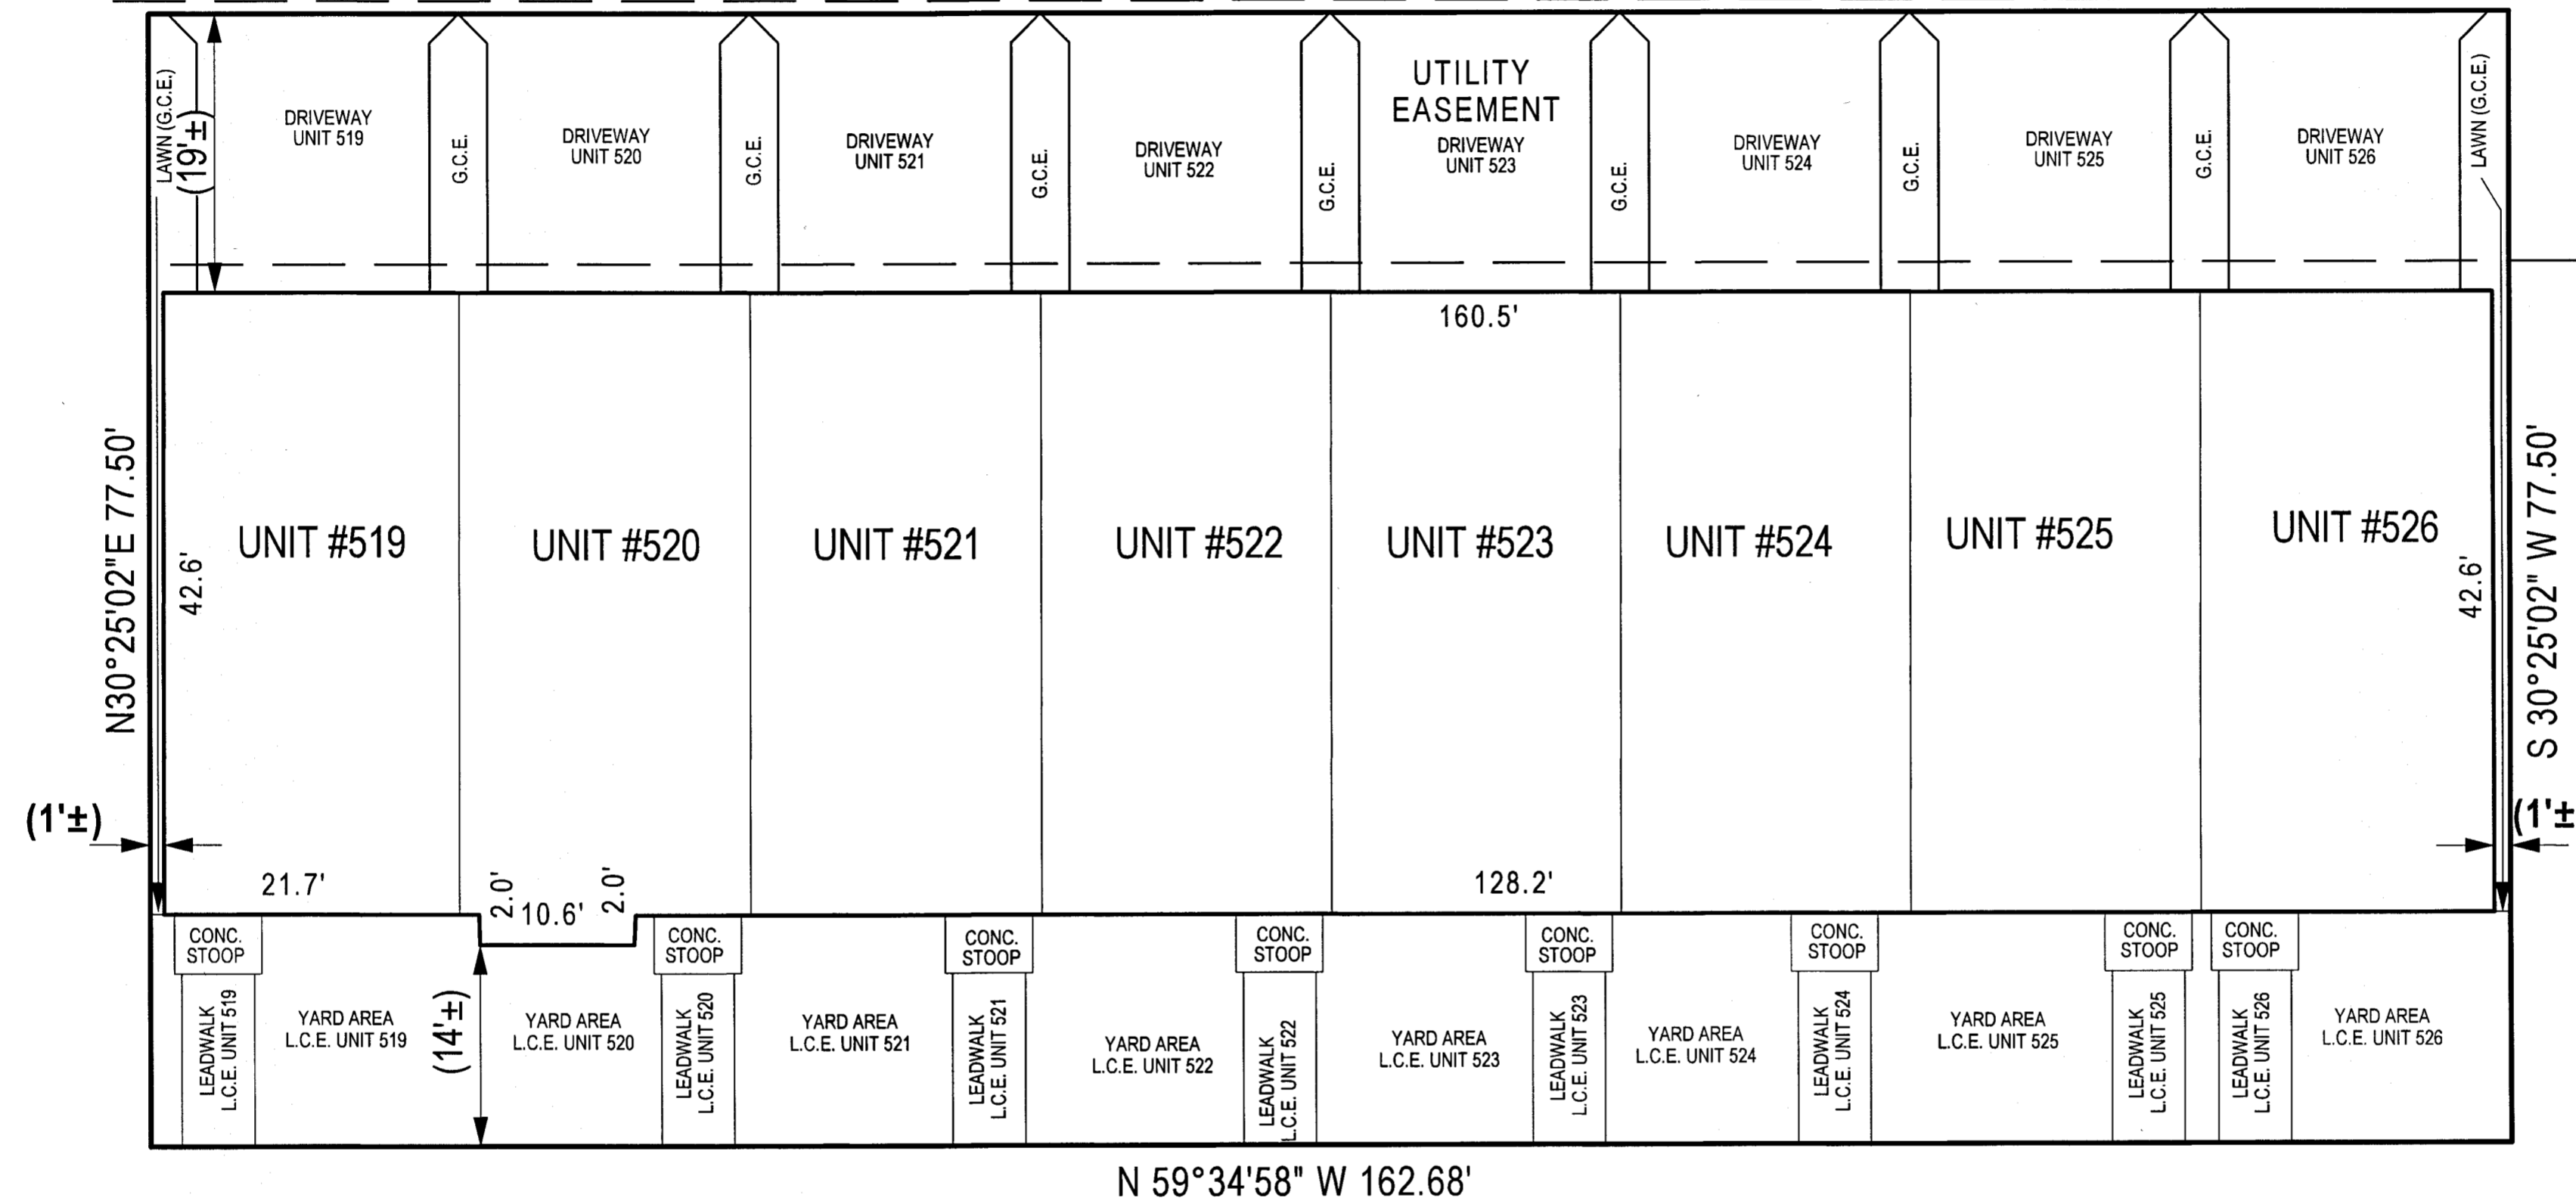 LAWN (G.C.E.)
(19'±)
DRIVEWAY
UNIT 519
G.C.E.
DRIVEWAY
UNIT 520
G.C.E.
DRIVEWAY
UNIT 521
G.C.E.
DRIVEWAY
UNIT 522
G.C.E.
UTILITY
EASEMENT
DRIVEWAY
UNIT 523
G.C.E.
DRIVEWAY
UNIT 524
G.C.E.
DRIVEWAY
UNIT 525
G.C.E.
DRIVEWAY
UNIT 526
LAWN (G.C.E.)
160.5'
N30°25'02"E 77.50'
42.6'
UNIT #519
UNIT #520
UNIT #521
UNIT #522
UNIT #523
UNIT #524
UNIT #525
UNIT #526
42.6'
S 30°25'02" W 77.50'
(1'±)
(1'±
21.7'
2.0'
10.6'
2.0'
128.2'
CONC.
STOOP
CONC.
STOOP
CONC.
STOOP
CONC.
STOOP
CONC.
STOOP
CONC.
STOOP
CONC.
STOOP
CONC.
STOOP
LEADWALK
L.C.E. UNIT 519
YARD AREA
L.C.E. UNIT 519
(14'±)
YARD AREA
L.C.E. UNIT 520
LEADWALK
L.C.E. UNIT 520
YARD AREA
L.C.E. UNIT 521
LEADWALK
L.C.E. UNIT 521
YARD AREA
L.C.E. UNIT 522
LEADWALK
L.C.E. UNIT 522
YARD AREA
L.C.E. UNIT 523
LEADWALK
L.C.E. UNIT 523
YARD AREA
L.C.E. UNIT 524
LEADWALK
L.C.E. UNIT 524
YARD AREA
L.C.E. UNIT 525
LEADWALK
L.C.E. UNIT 525
LEADWALK
L.C.E. UNIT 526
YARD AREA
L.C.E. UNIT 526
N 59°34'58" W 162.68'